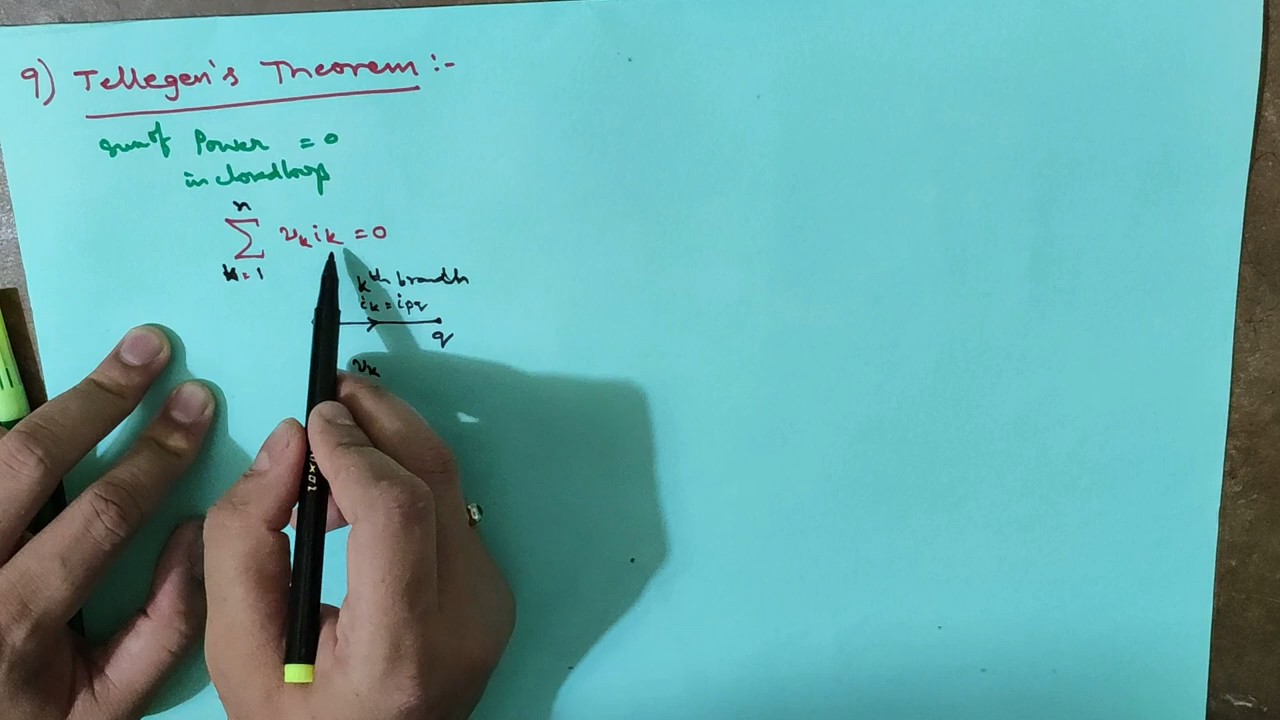 9) Tellegen's Theorem :-
sum of Power = 0
in closed loop
n
∑ vₖ iₖ = 0
k=1
kᵗʰ branch
iₖ = ipq
q
vₖ